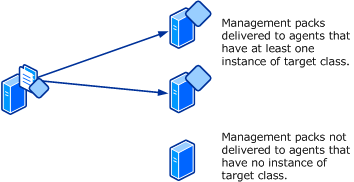 Management packs
delivered to agents that
have at least one
instance of target class.
Management packs not
delivered to agents that
have no instance of
target class.